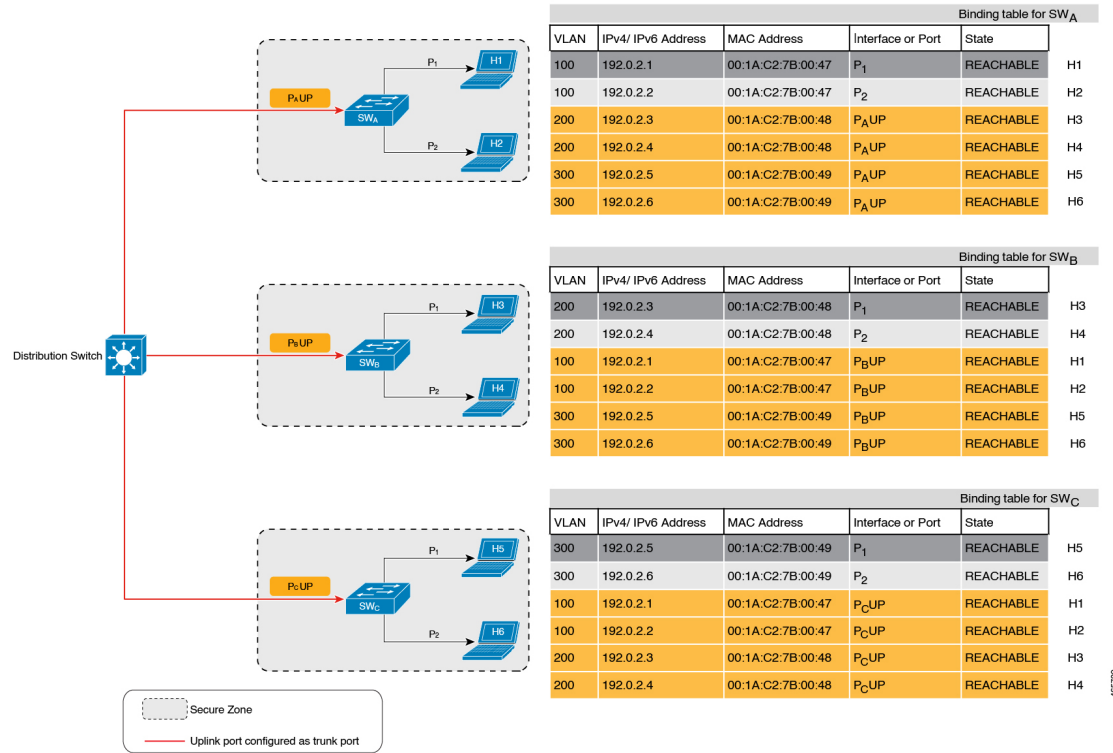 Binding table for SWA
VLAN IPv4/ IPv6 Address MAC Address Interface or Port State
100 192.0.2.1 00:1A:C2:7B:00:47 P1 REACHABLE H1
100 192.0.2.2 00:1A:C2:7B:00:47 P2 REACHABLE H2
200 192.0.2.3 00:1A:C2:7B:00:48 PAUP REACHABLE H3
200 192.0.2.4 00:1A:C2:7B:00:48 PAUP REACHABLE H4
300 192.0.2.5 00:1A:C2:7B:00:49 PAUP REACHABLE H5
300 192.0.2.6 00:1A:C2:7B:00:49 PAUP REACHABLE H6
PAUP
SWA
P1
H1
P2
H2
Binding table for SWB
VLAN IPv4/ IPv6 Address MAC Address Interface or Port State
200 192.0.2.3 00:1A:C2:7B:00:48 P1 REACHABLE H3
200 192.0.2.4 00:1A:C2:7B:00:48 P2 REACHABLE H4
100 192.0.2.1 00:1A:C2:7B:00:47 PBUP REACHABLE H1
100 192.0.2.2 00:1A:C2:7B:00:47 PBUP REACHABLE H2
300 192.0.2.5 00:1A:C2:7B:00:49 PBUP REACHABLE H5
300 192.0.2.6 00:1A:C2:7B:00:49 PBUP REACHABLE H6
Distribution Switch
PBUP
SWB
P1
H3
P2
H4
Binding table for SWC
VLAN IPv4/ IPv6 Address MAC Address Interface or Port State
300 192.0.2.5 00:1A:C2:7B:00:49 P1 REACHABLE H5
300 192.0.2.6 00:1A:C2:7B:00:49 P2 REACHABLE H6
100 192.0.2.1 00:1A:C2:7B:00:47 PCUP REACHABLE H1
100 192.0.2.2 00:1A:C2:7B:00:47 PCUP REACHABLE H2
200 192.0.2.3 00:1A:C2:7B:00:48 PCUP REACHABLE H3
200 192.0.2.4 00:1A:C2:7B:00:48 PCUP REACHABLE H4
PCUP
SWC
P1
H5
P2
H6
Secure Zone
Uplink port configured as trunk port